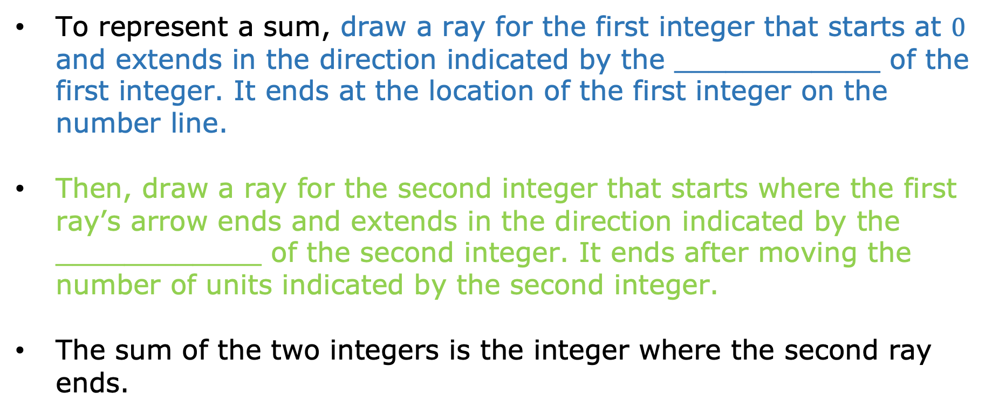 • To represent a sum, draw a ray for the first integer that starts at 0
and extends in the direction indicated by the _______________ of the
first integer. It ends at the location of the first integer on the
number line.
• Then, draw a ray for the second integer that starts where the first
ray’s arrow ends and extends in the direction indicated by the
_______________ of the second integer. It ends after moving the
number of units indicated by the second integer.
• The sum of the two integers is the integer where the second ray
ends.